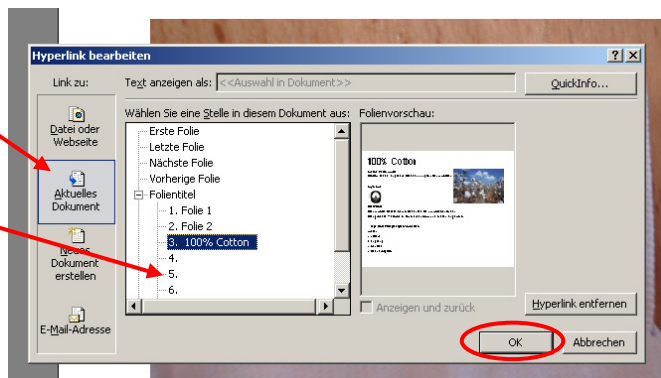 Hyperlink bearbeiten
Link zu:
Text anzeigen als: <<Auswahl in Dokument>>
QuickInfo...
Datei oder
Webseite
Aktuelles
Dokument
Neues
Dokument
erstellen
E-Mail-Adresse
Wählen Sie eine Stelle in diesem Dokument aus:
Erste Folie
Letzte Folie
Nächste Folie
Vorherige Folie
Folientitel
1. Folie 1
2. Folie 2
3. 100% Cotton
4.
5.
6.
Folienvorschau:
100% Cotton
Anzeigen und zurück
Hyperlink entfernen
OK
Abbrechen